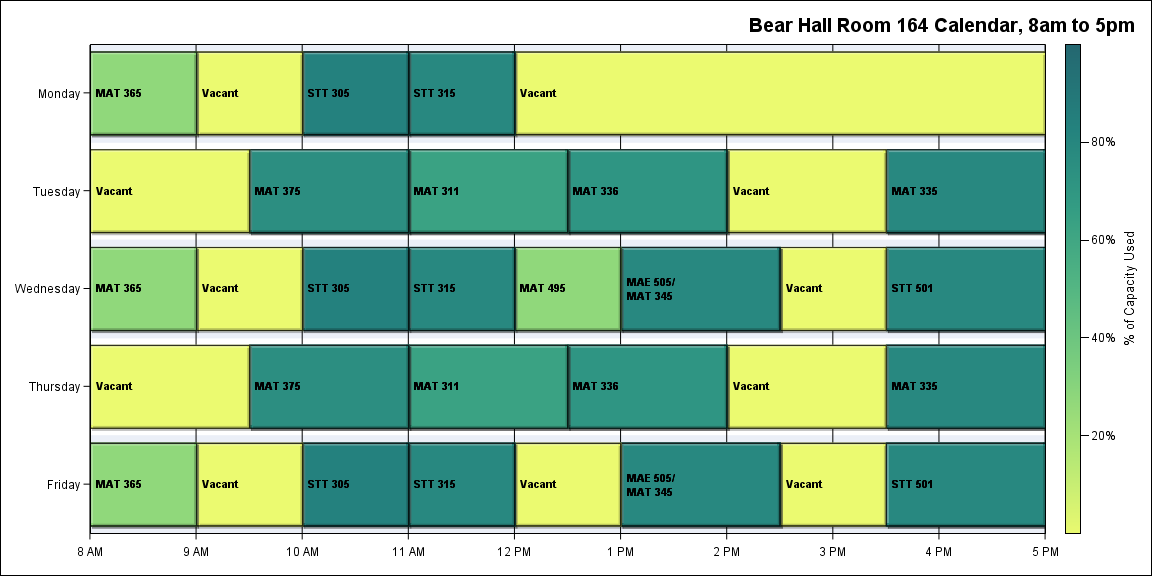 Bear Hall Room 164 Calendar, 8am to 5pm
Monday
MAT 365
Vacant
STT 305
STT 315
Vacant
Tuesday
Vacant
MAT 375
MAT 311
MAT 336
Vacant
MAT 335
Wednesday
MAT 365
Vacant
STT 305
STT 315
MAT 495
MAE 505/
MAT 345
Vacant
STT 501
Thursday
Vacant
MAT 375
MAT 311
MAT 336
Vacant
MAT 335
Friday
MAT 365
Vacant
STT 305
STT 315
Vacant
MAE 505/
MAT 345
Vacant
STT 501
8 AM
9 AM
10 AM
11 AM
12 PM
1 PM
2 PM
3 PM
4 PM
5 PM
80%
60%
40%
20%
% of Capacity Used